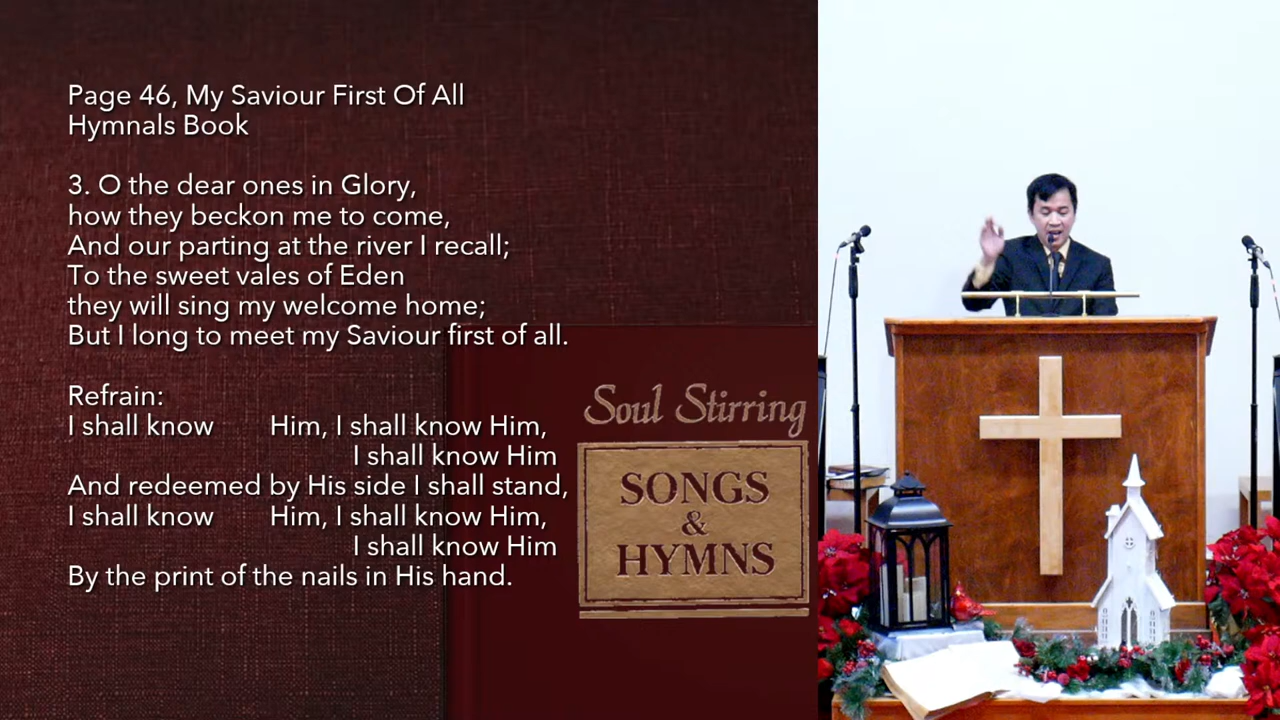 Page 46, My Saviour First Of All
Hymnals Book
3. O the dear ones in Glory,
how they beckon me to come,
And our parting at the river I recall;
To the sweet vales of Eden
they will sing my welcome home;
But I long to meet my Saviour first of all.
Refrain:
I shall know Him, I shall know Him,
I shall know Him
And redeemed by His side I shall stand,
I shall know Him, I shall know Him,
I shall know Him
By the print of the nails in His hand.
Soul Stirring
SONGS
&
HYMNS